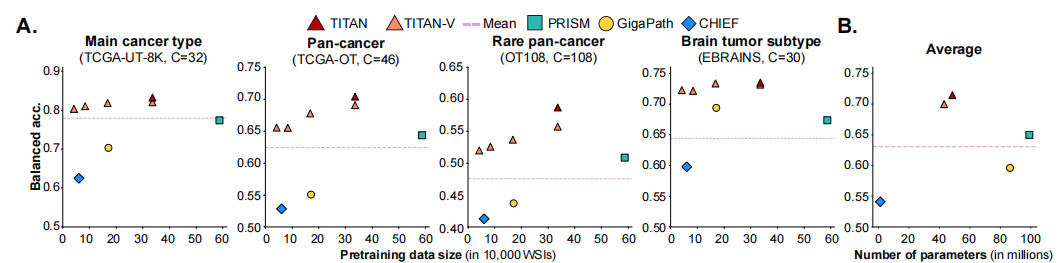 A.
TITAN TITAN-V Mean PRISM GigaPath CHIEF
B.
Main cancer type
(TCGA-UT-8K, C=32)
Pan-cancer
(TCGA-OT, C=46)
Rare pan-cancer
(OT108, C=108)
Brain tumor subtype
(EBRAINS, C=30)
Average
Balanced acc.
0.9
0.8
0.7
0.6
0.5
0 10 20 30 40 50 60
0.75
0.70
0.65
0.60
0.55
0.50
0 10 20 30 40 50 60
0.65
0.60
0.55
0.50
0.45
0.40
0 10 20 30 40 50 60
0.75
0.70
0.65
0.60
0.55
0.50
0 10 20 30 40 50 60
0.75
0.70
0.65
0.60
0.55
0.50
0 20 40 60 80 100
Pretraining data size (in 10,000 WSIs)
Number of parameters (in millions)